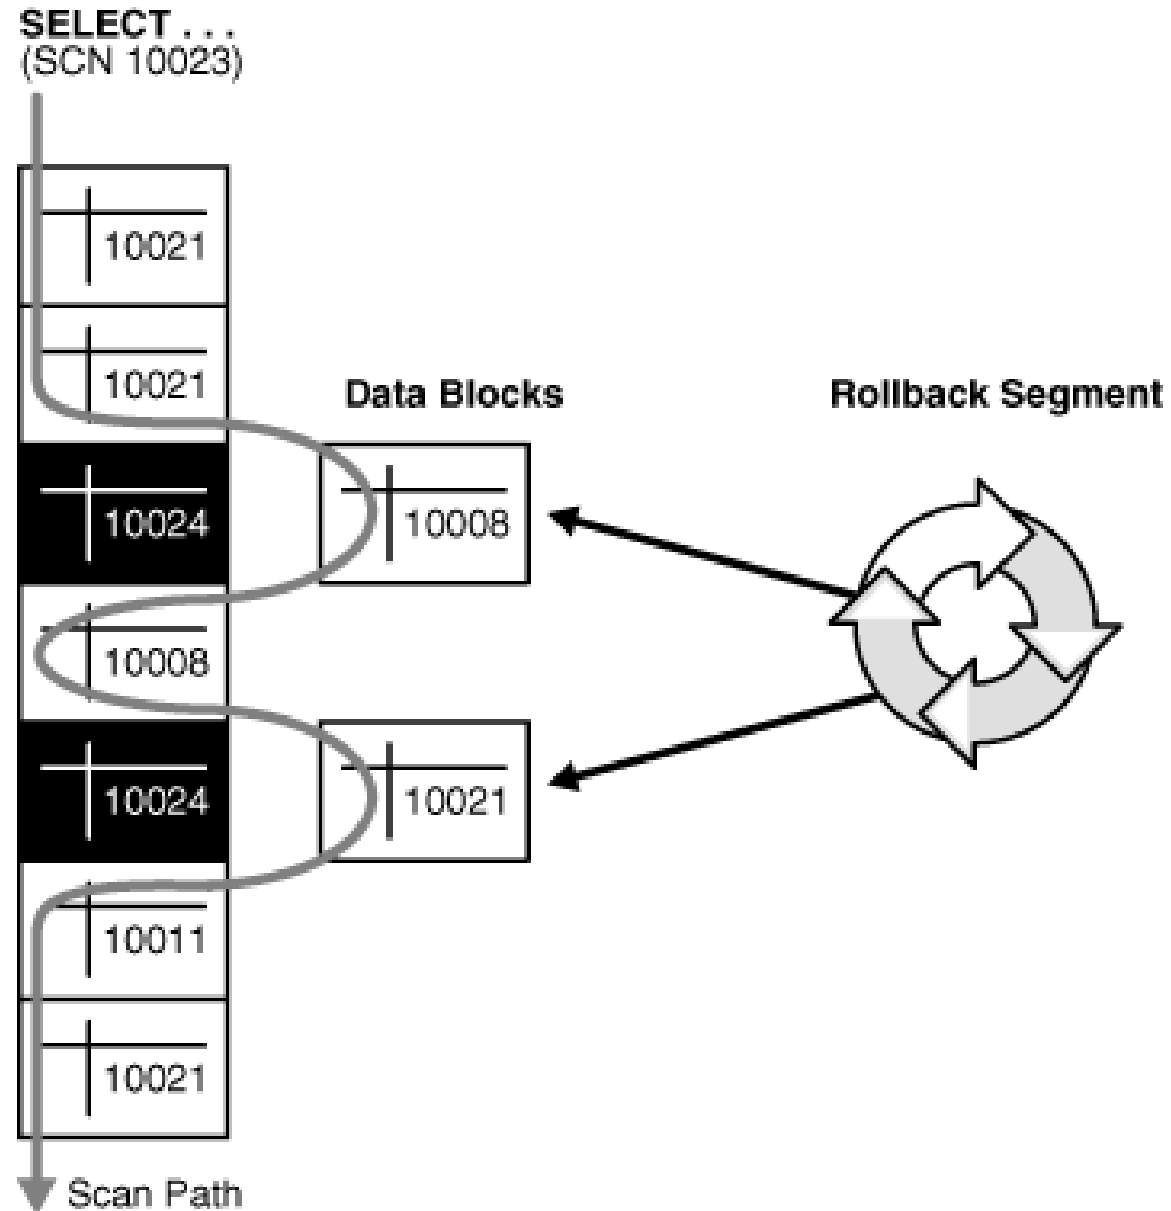 SELECT . . .
(SCN 10023)
10021
10021
Data Blocks
Rollback Segment
10024
10008
10008
10024
10021
10011
10021
Scan Path